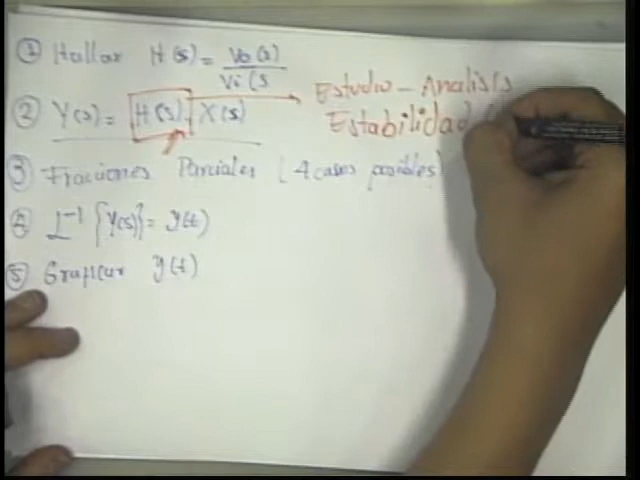 ① Hallar H(s) = Vo(s)
Vi(s
② Y(s) = H(s) X(s)
Estudio - Analisis
Estabilidad
③ Fracciones Parciales (4 casos posibles)
④ L⁻¹ {Y(s)} = y(t)
⑤ Graficar y(t)